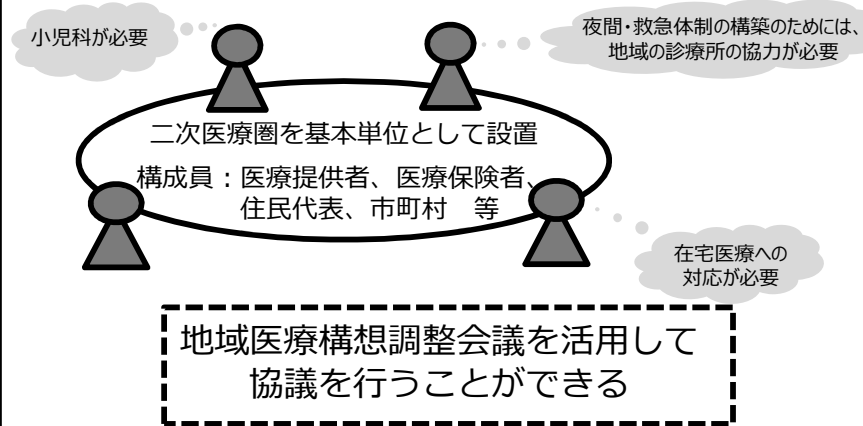 小児科が必要
夜間・救急体制の構築のためには、
地域の診療所の協力が必要
二次医療圏を基本単位として設置
構成員：医療提供者、医療保険者、
住民代表、市町村　等
在宅医療への
対応が必要
地域医療構想調整会議を活用して
協議を行うことができる